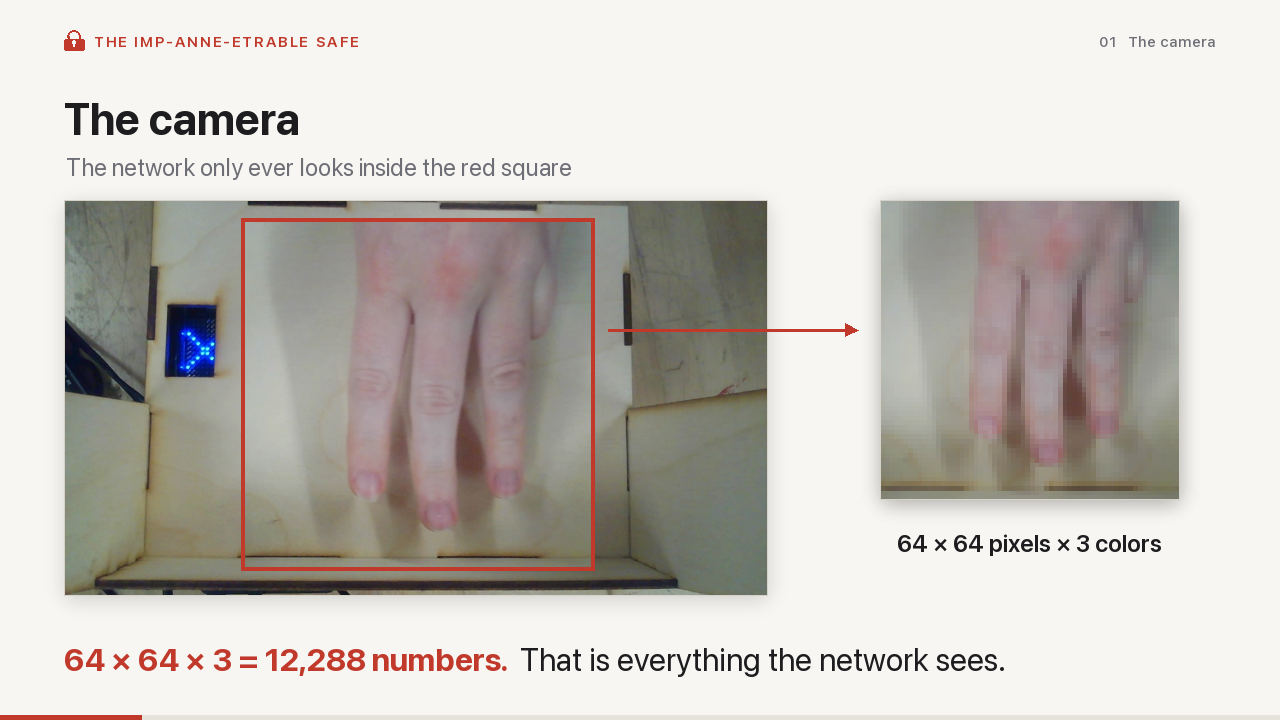 THE IMP-ANNE-ETRABLE SAFE
01 The camera
The camera
The network only ever looks inside the red square
64 × 64 pixels × 3 colors
64 × 64 × 3 = 12,288 numbers. That is everything the network sees.